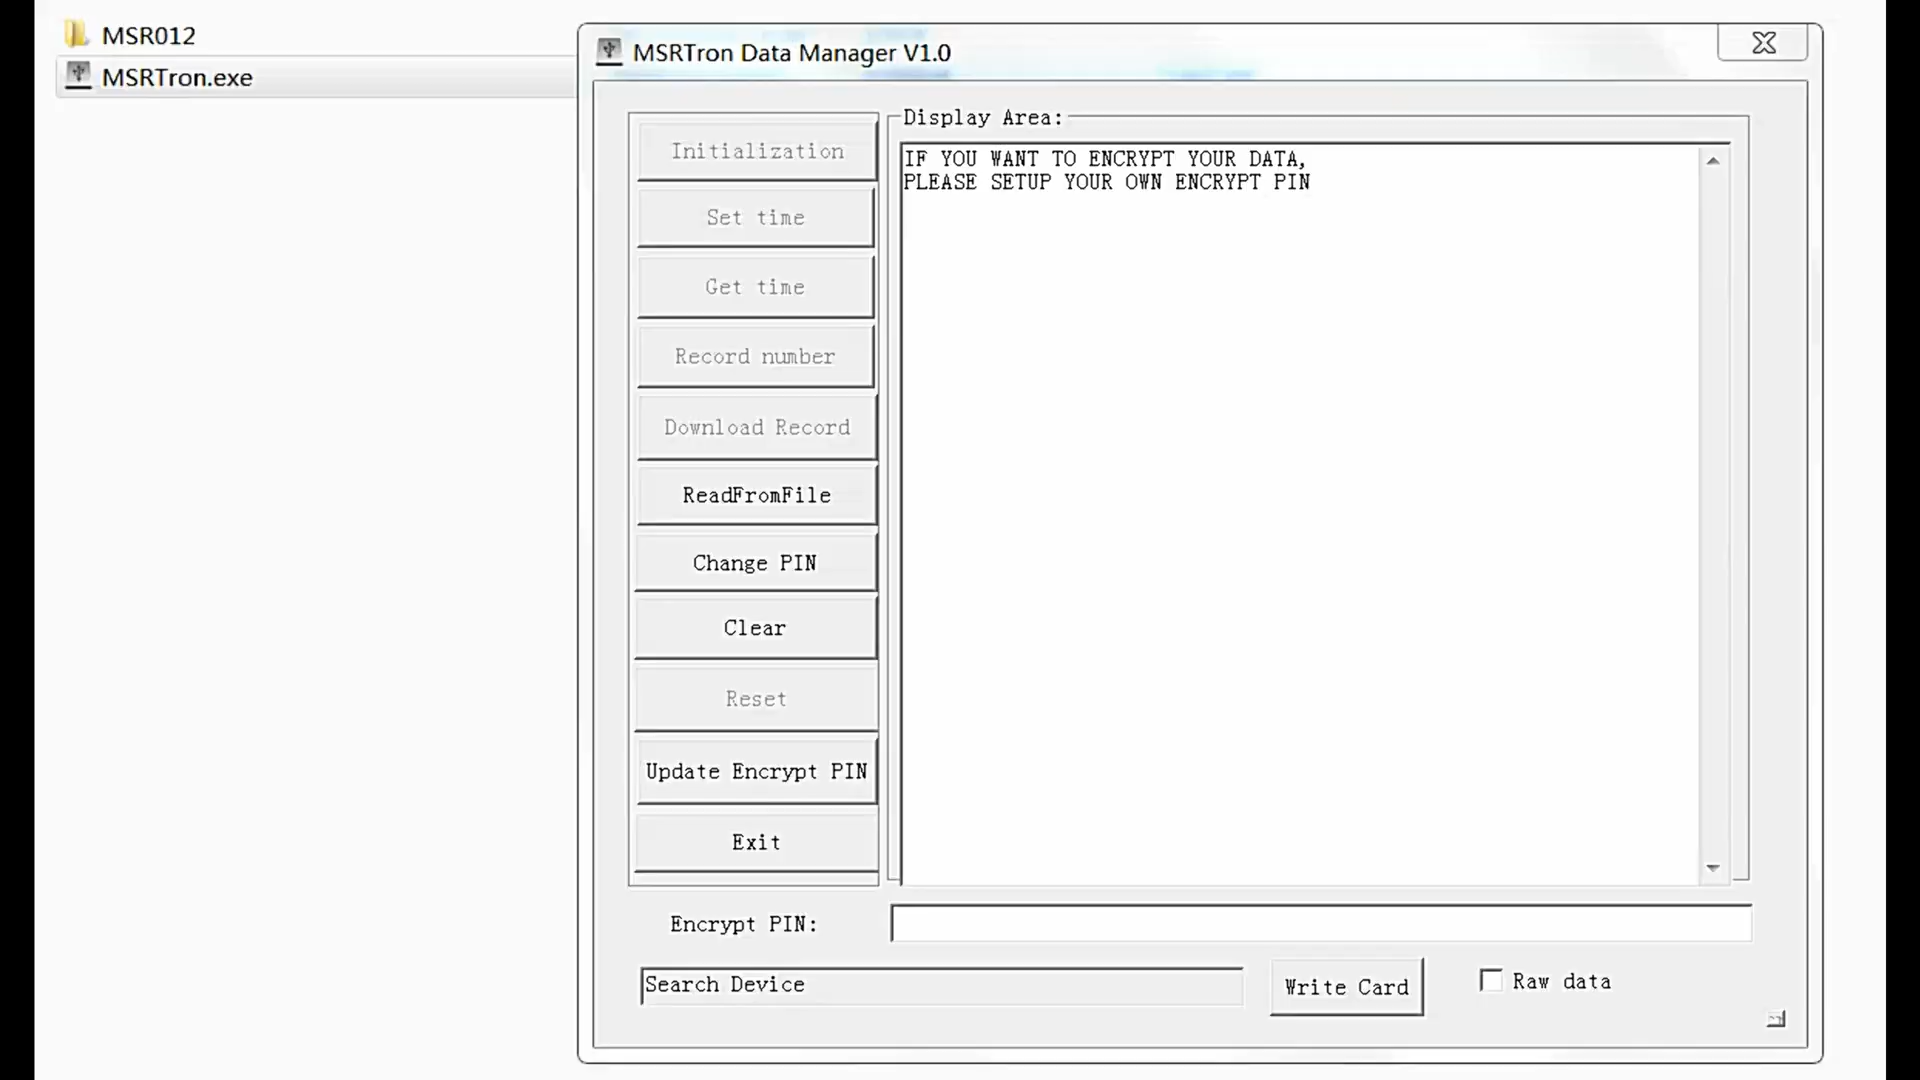 MSR012
MSRTron.exe
MSRTron Data Manager V1.0
Initialization
Set time
Get time
Record number
Download Record
ReadFromFile
Change PIN
Clear
Reset
Update Encrypt PIN
Exit
Display Area:
IF YOU WANT TO ENCRYPT YOUR DATA,
PLEASE SETUP YOUR OWN ENCRYPT PIN
Encrypt PIN:
Search Device
Write Card
Raw data